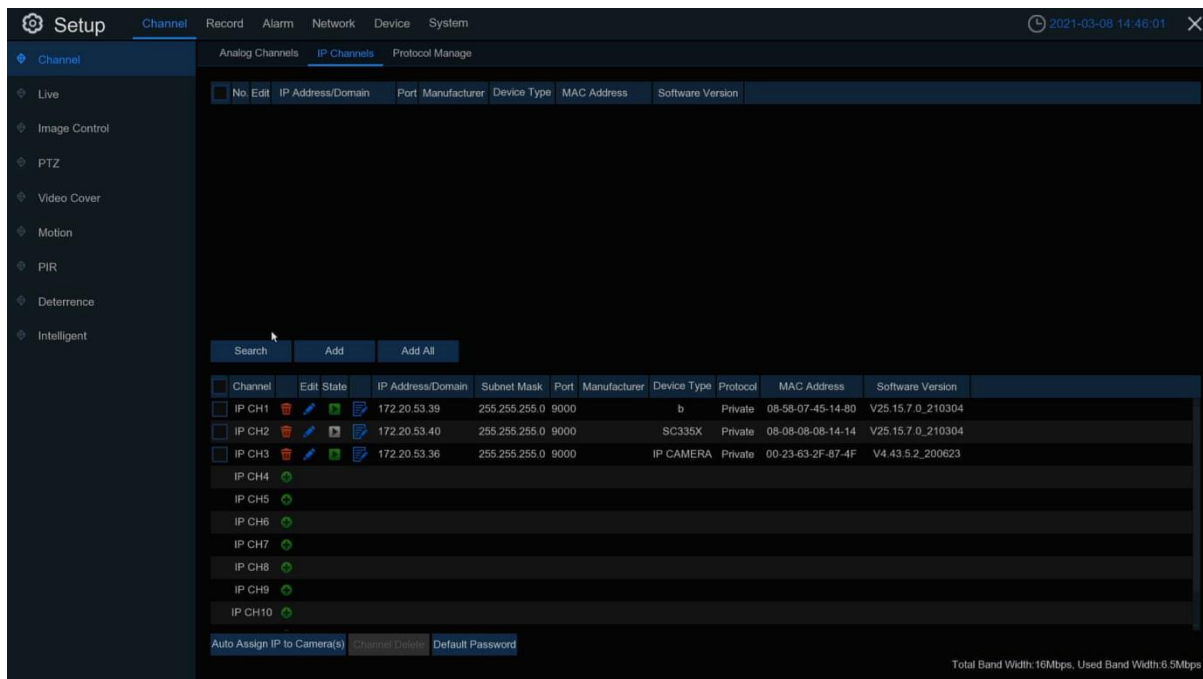 Setup Channel Record Alarm Network Device System 2021-03-08 14:46:01
Channel
Live
Image Control
PTZ
Video Cover
Motion
PIR
Deterrence
Intelligent
Analog Channels IP Channels Protocol Manage
No. Edit IP Address/Domain Port Manufacturer Device Type MAC Address Software Version
Search Add Add All
Channel Edit State IP Address/Domain Subnet Mask Port Manufacturer Device Type Protocol MAC Address Software Version
IP CH1 172.20.53.39 255.255.255.0 9000 b Private 08-58-07-45-14-80 V25.15.7.0_210304
IP CH2 172.20.53.40 255.255.255.0 9000 SC335X Private 08-08-08-08-14-14 V25.15.7.0_210304
IP CH3 172.20.53.36 255.255.255.0 9000 IP CAMERA Private 00-23-63-2F-87-4F V4.43.5.2_200623
IP CH4
IP CH5
IP CH6
IP CH7
IP CH8
IP CH9
IP CH10
Auto Assign IP to Camera(s) Channel Delete Default Password
Total Band Width:16Mbps, Used Band Width:6.5Mbps